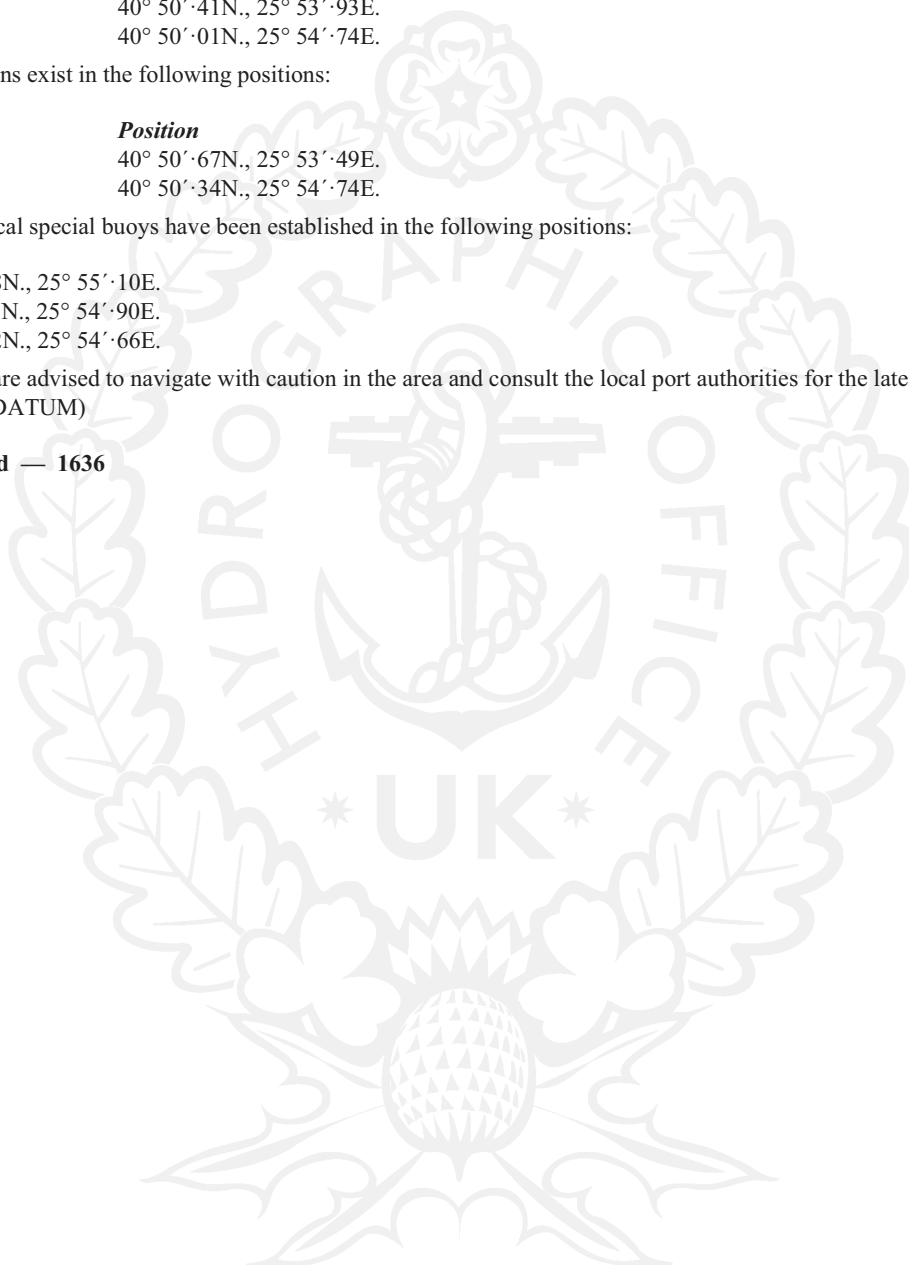 40° 50´·41N., 25° 53´·93E.
40° 50´·01N., 25° 54´·74E.
ns exist in the following positions:
Position
40° 50´·67N., 25° 53´·49E.
40° 50´·34N., 25° 54´·74E.
cal special buoys have been established in the following positions:
N., 25° 55´·10E.
N., 25° 54´·90E.
N., 25° 54´·66E.
are advised to navigate with caution in the area and consult the local port authorities for the late
DATUM)
d — 1636
HYDROGRAPHIC OFFICE
UK